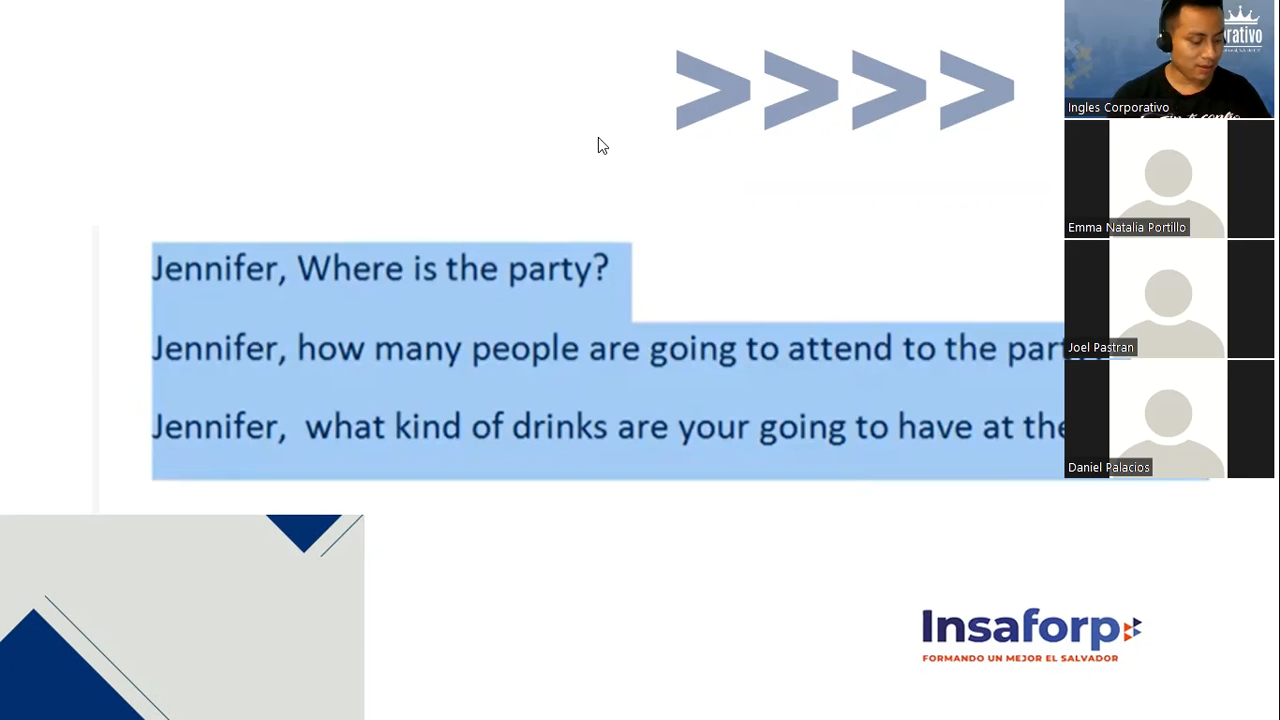 >>>>
rativo
Ingles Corporativo
Emma Natalia Portillo
Jennifer, Where is the party?
Jennifer, how many people are going to attend to the
Joel Pastran
Jennifer, what kind of drinks are your going to have at the
Daniel Palacios
Insaforp
FORMANDO UN MEJOR EL SALVADOR